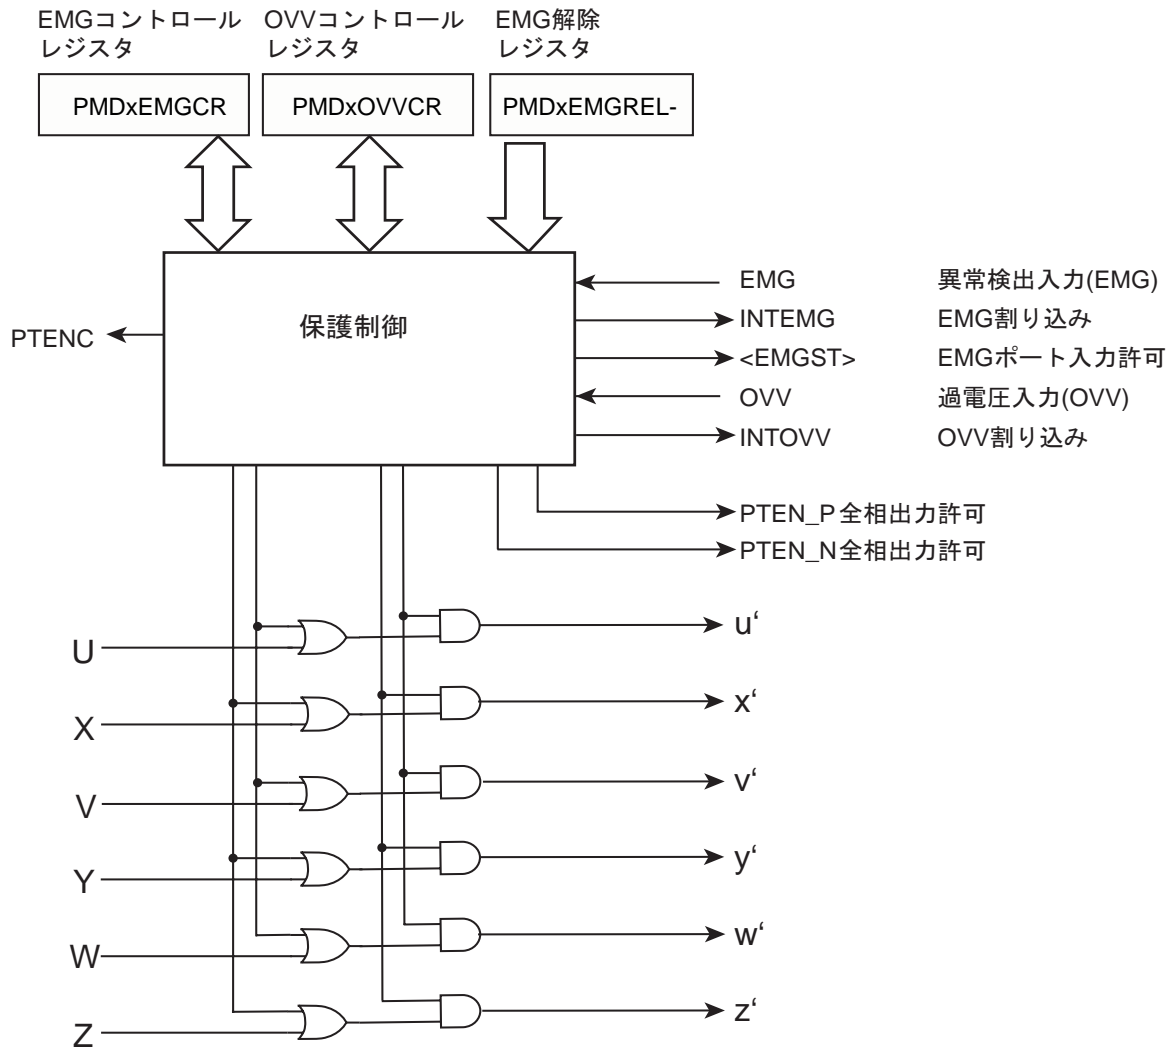 EMGコントロール
レジスタ
OVVコントロール
レジスタ
EMG解除
レジスタ
PMDxEMGCR
PMDxOVVCR
PMDxEMGREL-
保護制御
PTENC
EMG 異常検出入力(EMG)
INTEMG EMG割り込み
<EMGST> EMGポート入力許可
OVV 過電圧入力(OVV)
INTOVV OVV割り込み
PTEN_P全相出力許可
PTEN_N全相出力許可
U
u‘
X
x‘
V
v‘
Y
y‘
W
w‘
Z
z‘